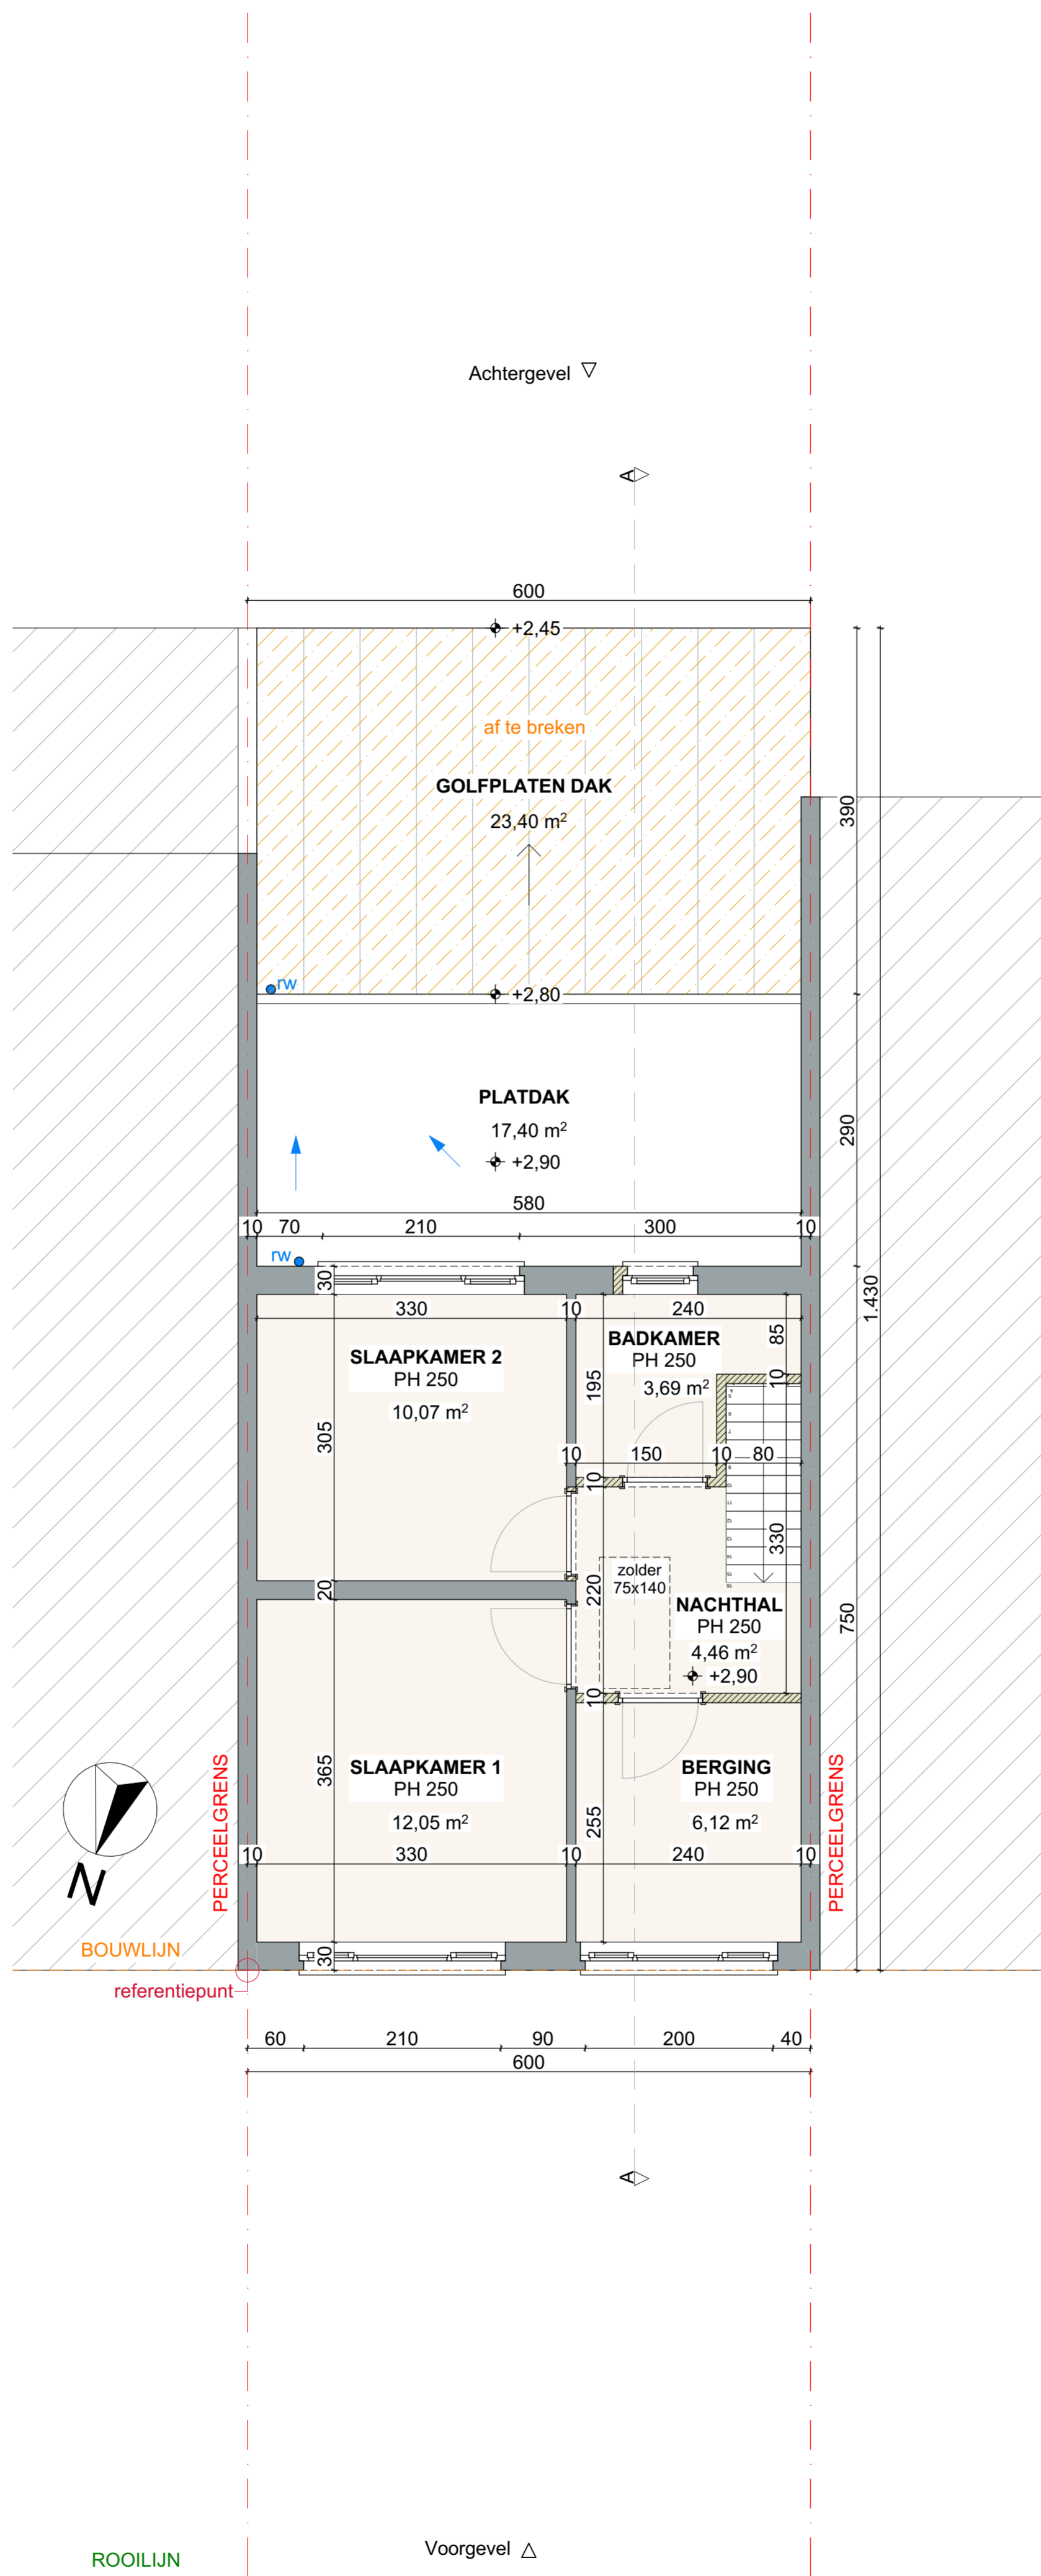 Achtergevel
A
600
+2,45
af te breken
GOLFPLATEN DAK
23,40 m²
390
rw
+2,80
PLATDAK
17,40 m²
+2,90
290
580
10 70 210 300 10
rw
30
1.430
330 10 240
SLAAPKAMER 2
PH 250
10,07 m²
BADKAMER
PH 250
3,69 m²
85
10
195
305
10 150 10 80
10
330
20
zolder
75x140
220
NACHTHAL
PH 250
4,46 m²
+2,90
750
10
SLAAPKAMER 1
PH 250
12,05 m²
BERGING
PH 250
6,12 m²
365
255
PERCEELGRENS
PERCEELGRENS
N
10 330 10 240 10
30
BOUWLIJN
referentiepunt
60 210 90 200 40
600
A
Voorgevel
ROOILIJN